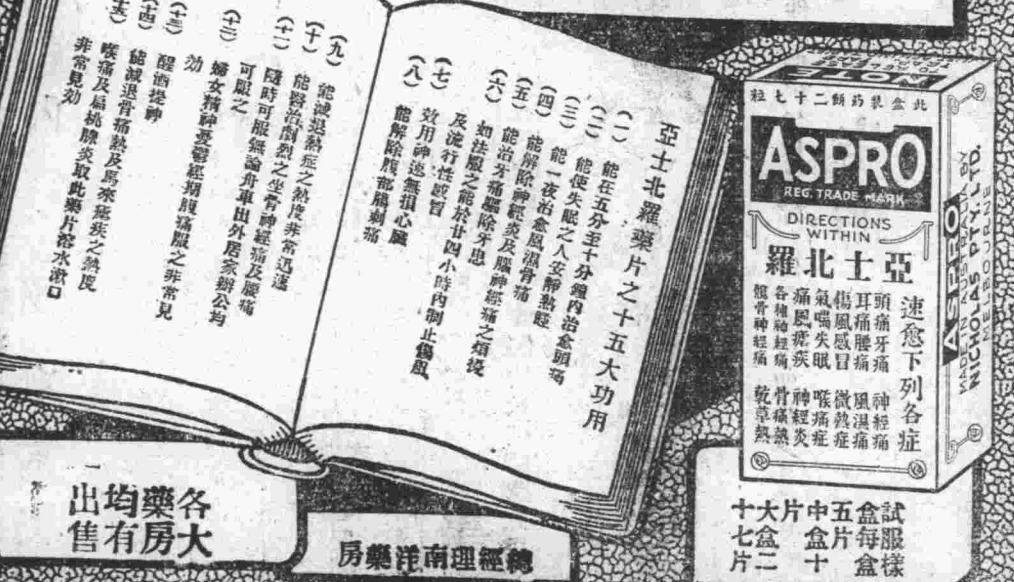 亞士北羅藥片之十五大功用
(一) 能在五分至十分鐘內治愈頭痛
(二) 能使失眠之人安靜熟睡
(三) 能一夜治愈風濕骨痛
(四) 能解除神經炎及腦神經痛之煩擾
(五) 能治牙痛驅除牙患
(六) 如法服之能於廿四小時內制止傷風
及流行性感冒
(七) 效用神速無損心臟
(八) 能解除腹部腸刺痛
(九) 能減退熱症之熱度非常迅速
(十) 能醫治劇烈之坐骨神經痛及腰痛
(十一) 隨時可服無論舟車出外居家辦公均
可服之
(十二) 婦女精神憂鬱經期腹痛服之非常見
効
(十三) 醒酒提神
(十四) 能減退骨痛熱及馬來瘧疾之熱度
喉痛及扁桃腺炎取此藥片溶水漱口
非常見効
此盒裝药餅二十七粒
ASPRO
REG. TRADE MARK
DIRECTIONS
WITHIN
亞士北羅
速愈下列各症
頭痛牙痛 神經痛
耳痛腰痛 風濕痛
傷風感冒 微熱症
氣喘失眠 喉痛症
痛風瘧疾 神經炎
各種神經痛 骨痛熱
髋骨神經痛 乾草熱
ASPRO
MADE IN AUSTRALIA BY
NICHOLAS PTY. LTD.
MELBOURNE
試服樣
盒每盒
五片
中盒十
片
大盒二
十七片
總經理南洋藥房
各大
藥房
均有
出售